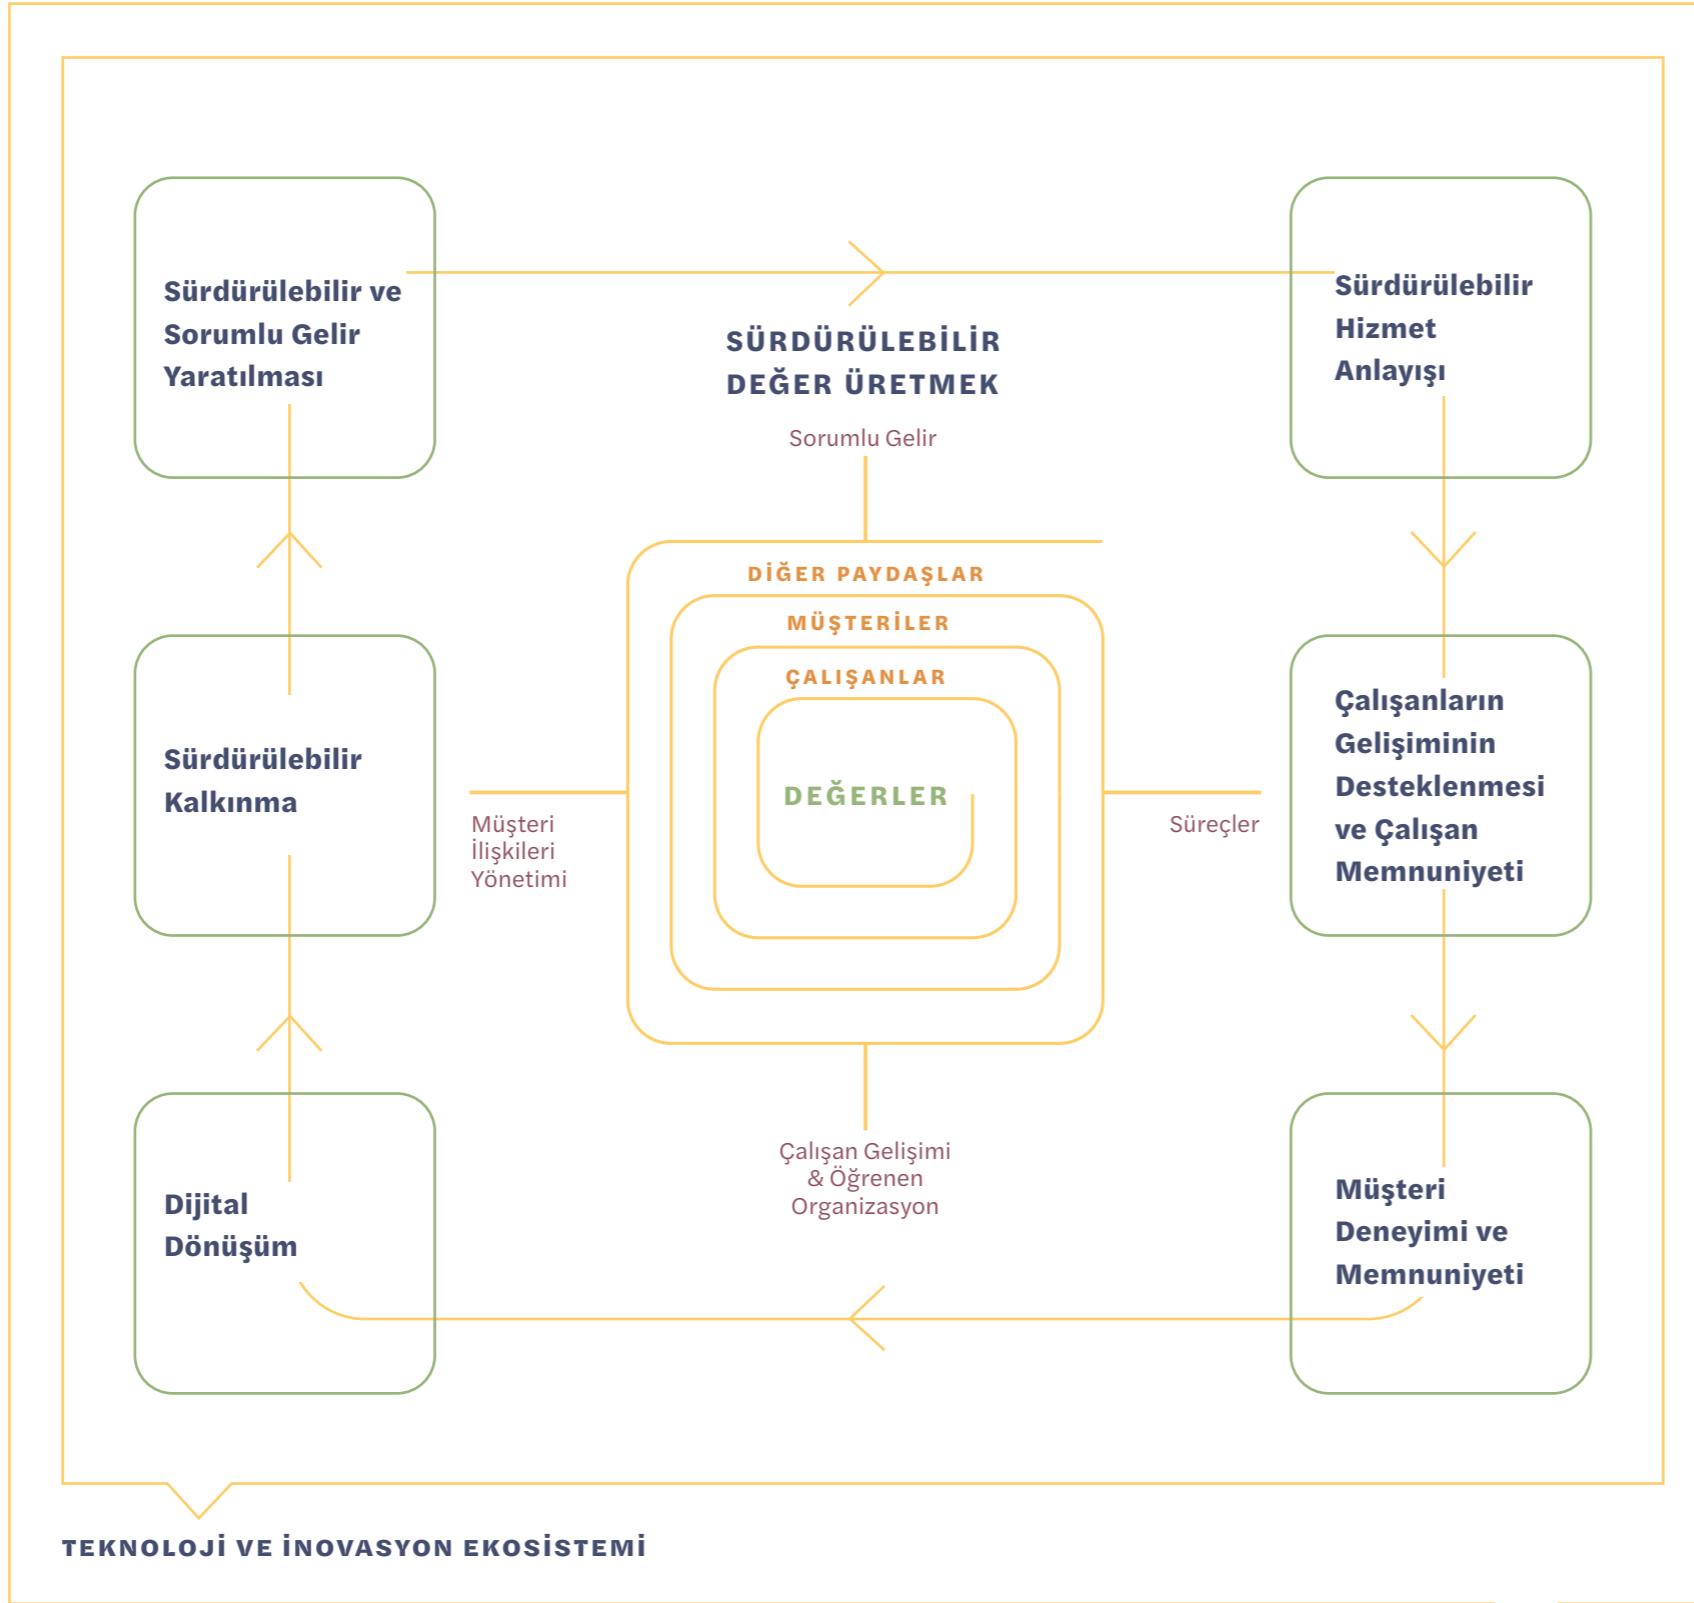 Sürdürülebilir ve
Sorumlu Gelir
Yaratılması
SÜRDÜRÜLEBİLİR
DEĞER ÜRETMEK
Sorumlu Gelir
Sürdürülebilir
Hizmet
Anlayışı
DİĞER PAYDAŞLAR
MÜŞTERİLER
ÇALIŞANLAR
DEĞERLER
Sürdürülebilir
Kalkınma
Müşteri
İlişkileri
Yönetimi
Süreçler
Çalışanların
Gelişiminin
Desteklenmesi
ve Çalışan
Memnuniyeti
Dijital
Dönüşüm
Çalışan Gelişimi
& Öğrenen
Organizasyon
Müşteri
Deneyimi ve
Memnuniyeti
TEKNOLOJİ VE İNOVASYON EKOSİSTEMİ